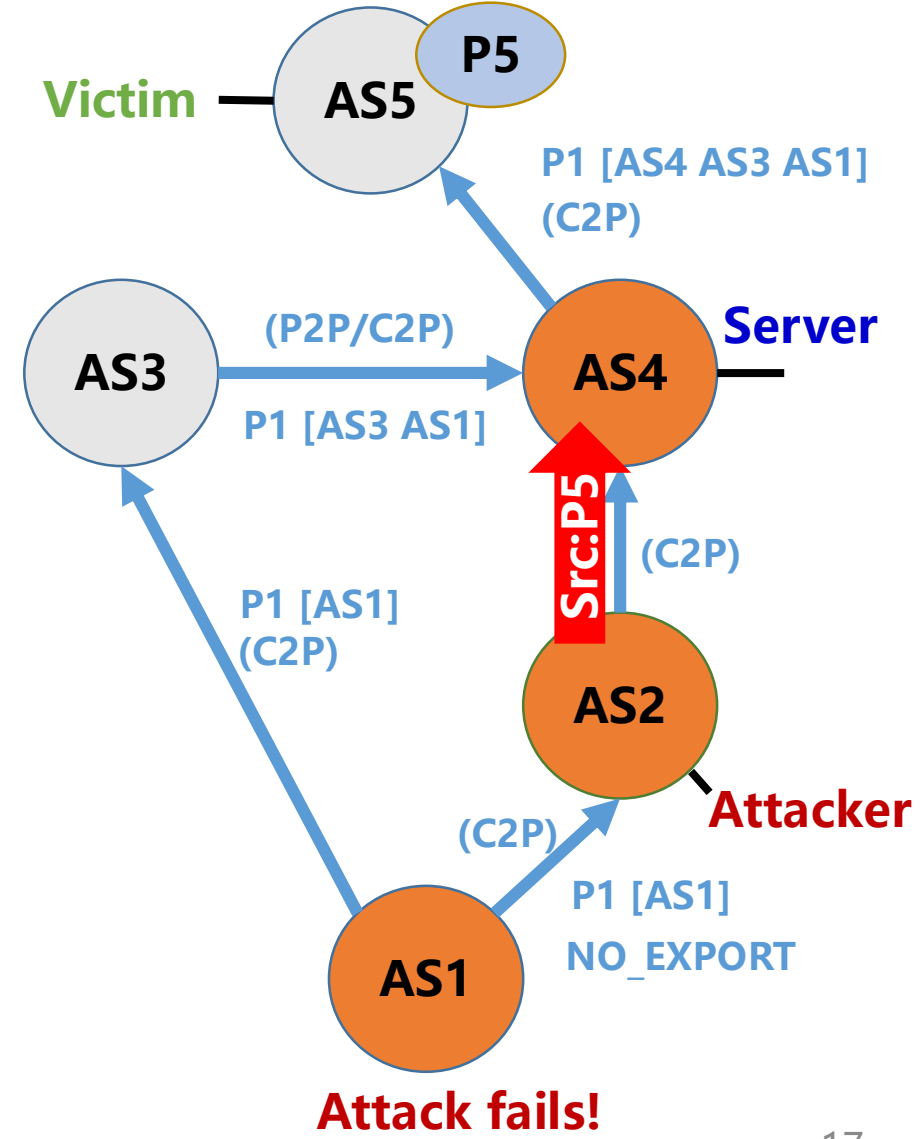 P5
Victim
AS5
P1 [AS4 AS3 AS1]
(C2P)
(P2P/C2P)
Server
AS3
AS4
P1 [AS3 AS1]
Src:P5
(C2P)
P1 [AS1]
(C2P)
AS2
Attacker
(C2P)
P1 [AS1]
NO_EXPORT
AS1
Attack fails!